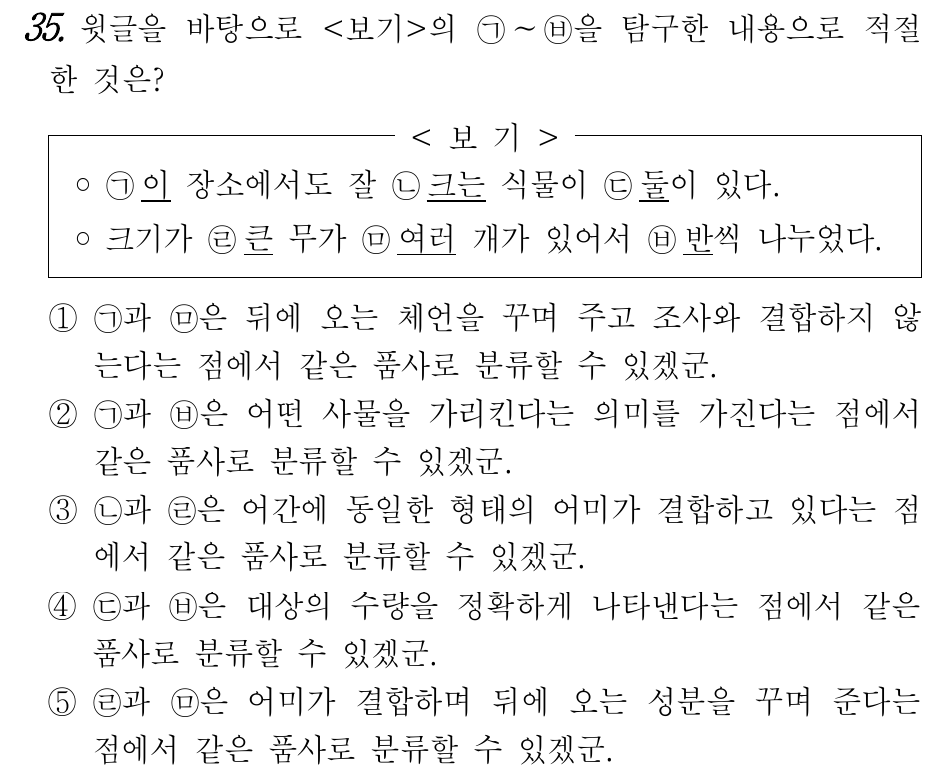 35. 윗글을 바탕으로 <보기>의 ㉠～㉥을 탐구한 내용으로 적절
한 것은?
< 보 기 >
○ ㉠이 장소에서도 잘 ㉡크는 식물이 ㉢둘이 있다.
○ 크기가 ㉣큰 무가 ㉤여러 개가 있어서 ㉥반씩 나누었다.
① ㉠과 ㉤은 뒤에 오는 체언을 꾸며 주고 조사와 결합하지 않
는다는 점에서 같은 품사로 분류할 수 있겠군.
② ㉠과 ㉥은 어떤 사물을 가리킨다는 의미를 가진다는 점에서
같은 품사로 분류할 수 있겠군.
③ ㉡과 ㉣은 어간에 동일한 형태의 어미가 결합하고 있다는 점
에서 같은 품사로 분류할 수 있겠군.
④ ㉢과 ㉥은 대상의 수량을 정확하게 나타낸다는 점에서 같은
품사로 분류할 수 있겠군.
⑤ ㉣과 ㉤은 어미가 결합하며 뒤에 오는 성분을 꾸며 준다는
점에서 같은 품사로 분류할 수 있겠군.